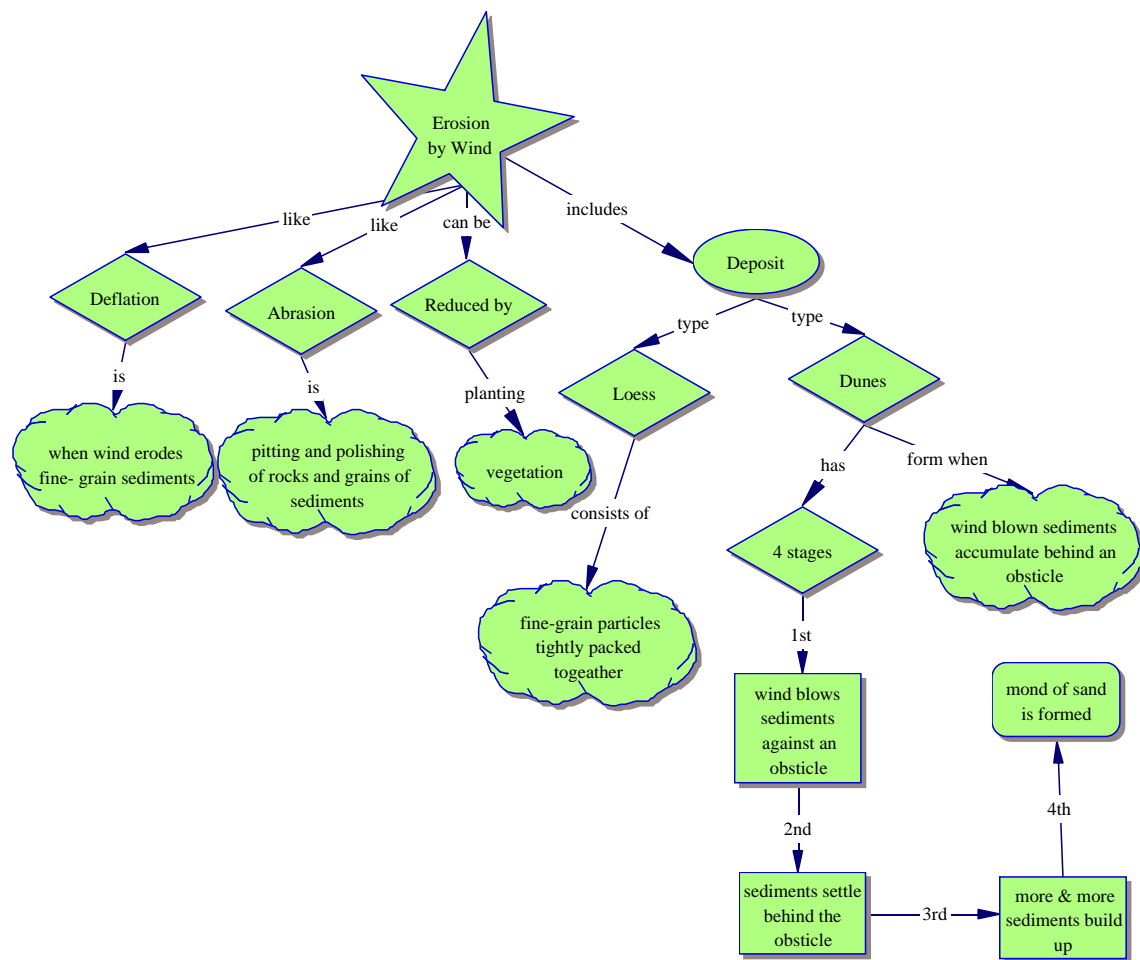 Erosion
by Wind
like
like
can be
includes
Deflation
Abrasion
Reduced by
Deposit
is
is
planting
type
type
when wind erodes
fine- grain sediments
pitting and polishing
of rocks and grains of
sediments
vegetation
Loess
Dunes
consists of
has
form when
fine-grain particles
tightly packed
togeather
4 stages
wind blown sediments
accumulate behind an
obsticle
1st
wind blows
sediments
against an
obsticle
2nd
sediments settle
behind the
obsticle
3rd
more & more
sediments build
up
4th
mond of sand
is formed